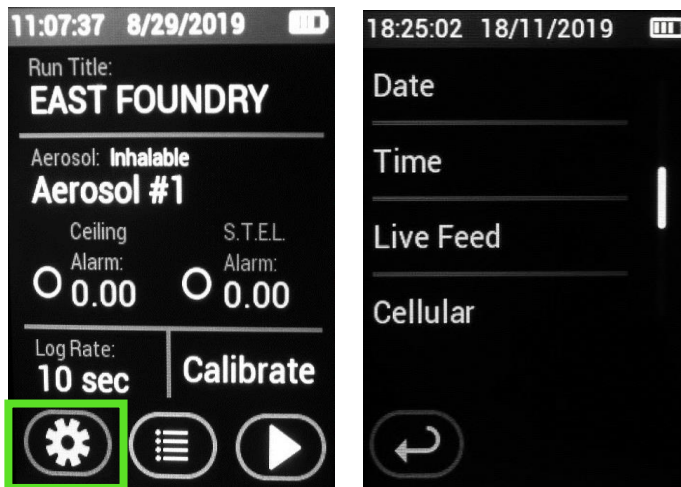 11:07:37 8/29/2019
Run Title:
EAST FOUNDRY
Aerosol: Inhalable
Aerosol #1
Ceiling S.T.E.L.
Alarm: Alarm:
0.00 0.00
Log Rate:
10 sec
Calibrate
18:25:02 18/11/2019
Date
Time
Live Feed
Cellular